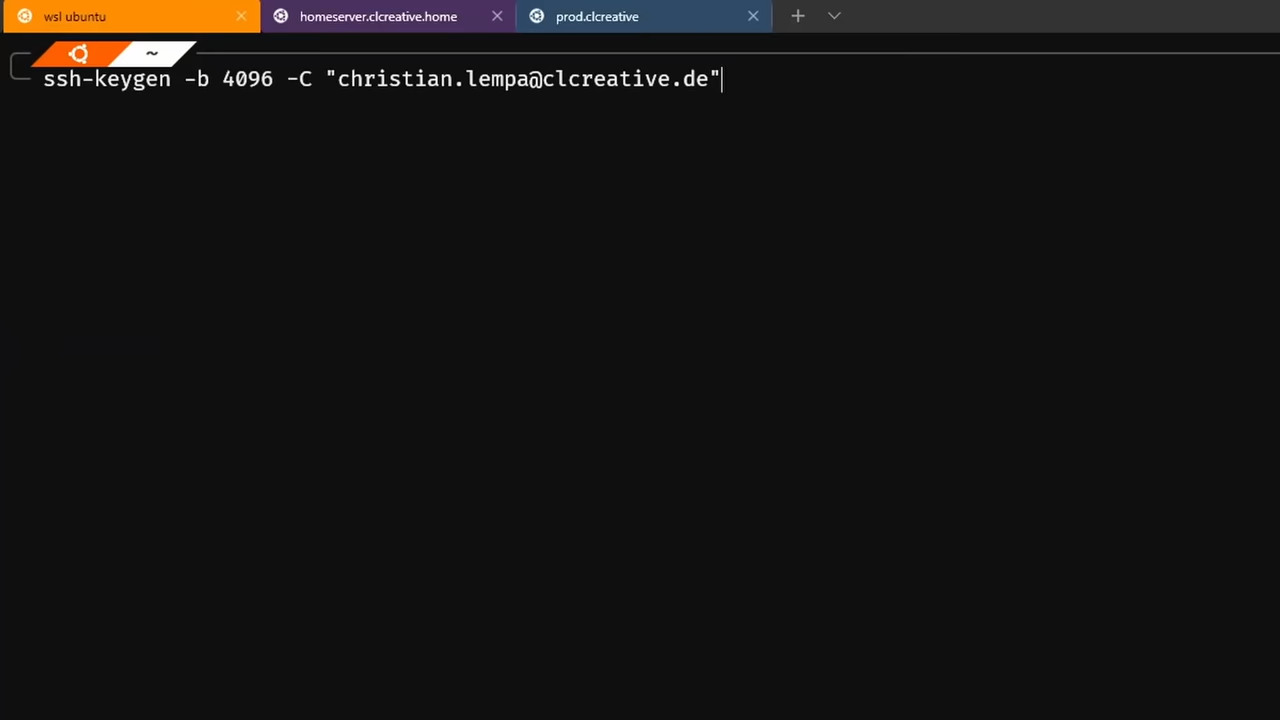 wsl ubuntu
homeserver.clcreative.home
prod.clcreative
~
ssh-keygen -b 4096 -C "christian.lempa@clcreative.de"